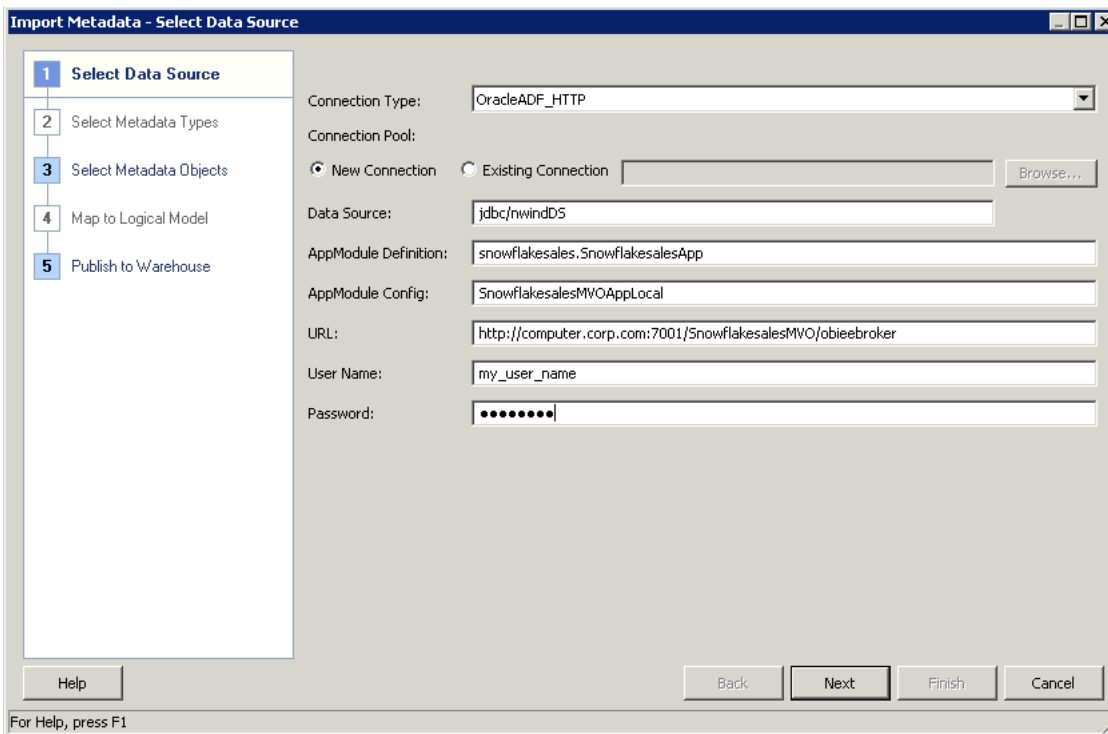 Import Metadata - Select Data Source
1 Select Data Source
2 Select Metadata Types
3 Select Metadata Objects
4 Map to Logical Model
5 Publish to Warehouse
Connection Type: OracleADF_HTTP
Connection Pool:
New Connection Existing Connection Browse...
Data Source: jdbc/nwindDS
AppModule Definition: snowflakesales.SnowflakesalesApp
AppModule Config: SnowflakesalesMVOAppLocal
URL: http://computer.corp.com:7001/SnowflakesalesMVO/obieebroker
User Name: my_user_name
Password: ●●●●●●●●
Help Back Next Finish Cancel
For Help, press F1